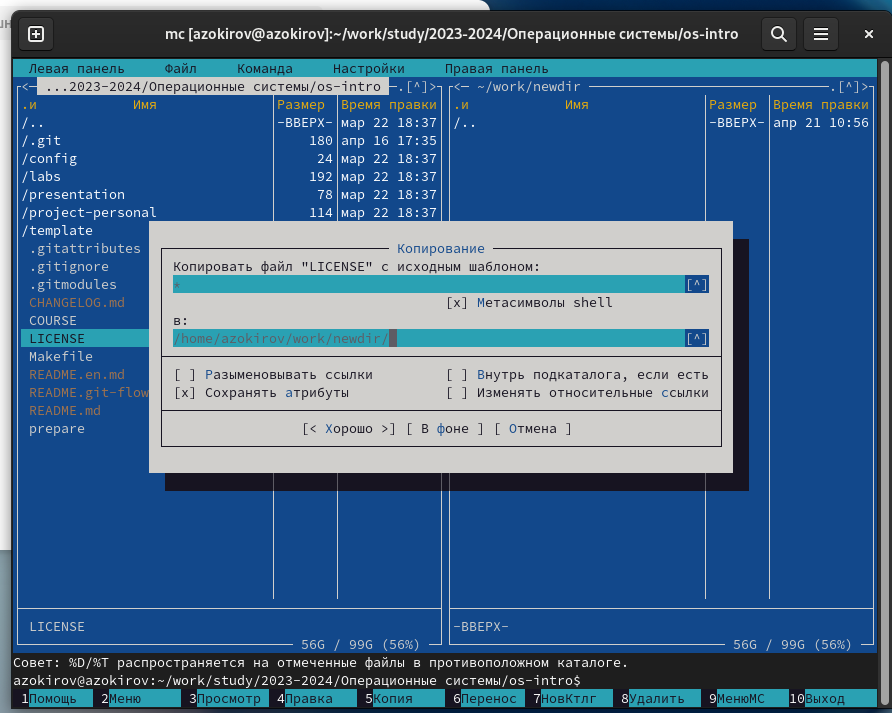 mc [azokirov@azokirov]:~/work/study/2023-2024/Операционные системы/os-intro
Левая панель Файл Команда Настройки Правая панель
<─ ...2023-2024/Операционные системы/os-intro ─.[^]> <─ ~/work/newdir ─.[^]>
.и Имя Размер Время правки .и Имя Размер Время правки
/.. -ВВЕРХ- мар 22 18:37 /.. -ВВЕРХ- апр 21 10:56
/.git 180 апр 16 17:35
/config 24 мар 22 18:37
/labs 192 мар 22 18:37
/presentation 78 мар 22 18:37
/project-personal 114 мар 22 18:37
/template
.gitattributes
.gitignore
.gitmodules
CHANGELOG.md
COURSE
LICENSE
Makefile
README.en.md
README.git-flow
README.md
prepare
Копирование
Копировать файл "LICENSE" с исходным шаблоном:
* [^]
[x] Метасимволы shell
в:
/home/azokirov/work/newdir/ [^]
[ ] Разыменовывать ссылки [ ] Внутрь подкаталога, если есть
[x] Сохранять атрибуты [ ] Изменять относительные ссылки
[< Хорошо >] [ В фоне ] [ Отмена ]
LICENSE -ВВЕРХ-
56G / 99G (56%) 56G / 99G (56%)
Совет: %D/%T распространяется на отмеченные файлы в противоположном каталоге.
azokirov@azokirov:~/work/study/2023-2024/Операционные системы/os-intro$
1Помощь 2Меню 3Просмотр 4Правка 5Копия 6Перенос 7НовКтлг 8Удалить 9МенюМС 10Выход